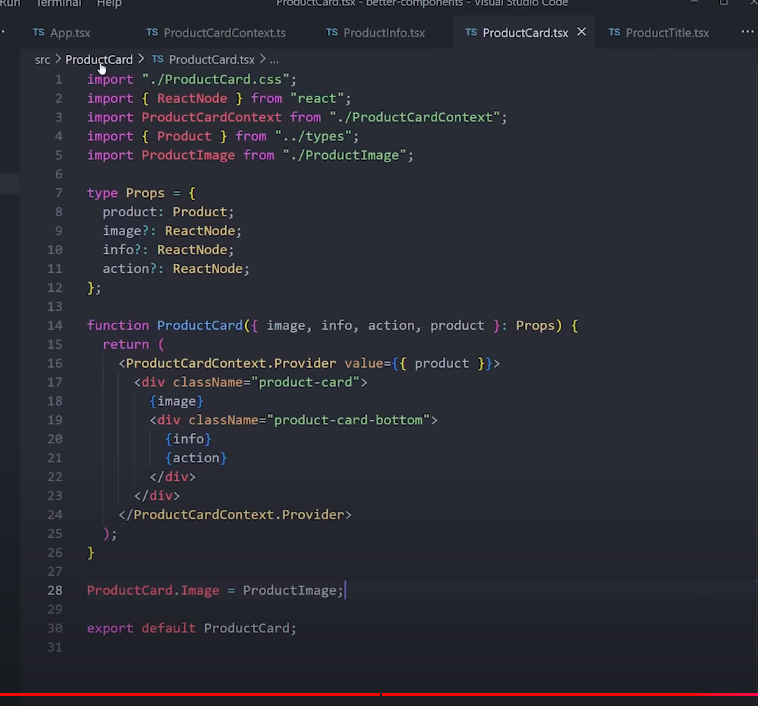 Run Terminal Help ProductCard.tsx - better-components - Visual Studio Code
TS App.tsx TS ProductCardContext.ts TS ProductInfo.tsx TS ProductCard.tsx × TS ProductTitle.tsx ...
src > ProductCard > TS ProductCard.tsx > ...
1 import "./ProductCard.css";
2 import { ReactNode } from "react";
3 import ProductCardContext from "./ProductCardContext";
4 import { Product } from "../types";
5 import ProductImage from "./ProductImage";
6
7 type Props = {
8 product: Product;
9 image?: ReactNode;
10 info?: ReactNode;
11 action?: ReactNode;
12 };
13
14 function ProductCard({ image, info, action, product }: Props) {
15 return (
16 <ProductCardContext.Provider value={{ product }}>
17 <div className="product-card">
18 {image}
19 <div className="product-card-bottom">
20 {info}
21 {action}
22 </div>
23 </div>
24 </ProductCardContext.Provider>
25 );
26 }
27
28 ProductCard.Image = ProductImage;
29
30 export default ProductCard;
31